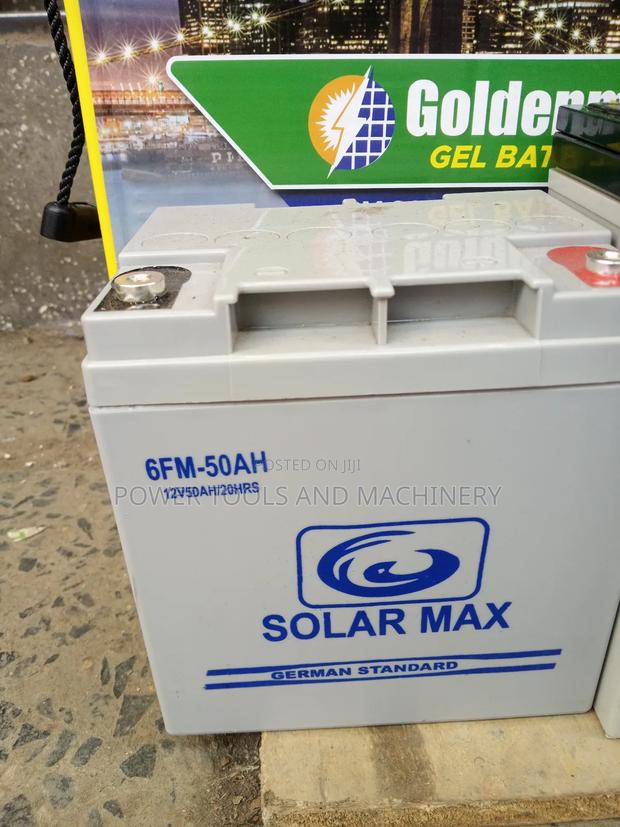 Goldenm
GEL BAT
6FM-50AH
12V50AH/20HRS
POSTED ON JIJI
POWER TOOLS AND MACHINERY
SOLAR MAX
GERMAN STANDARD